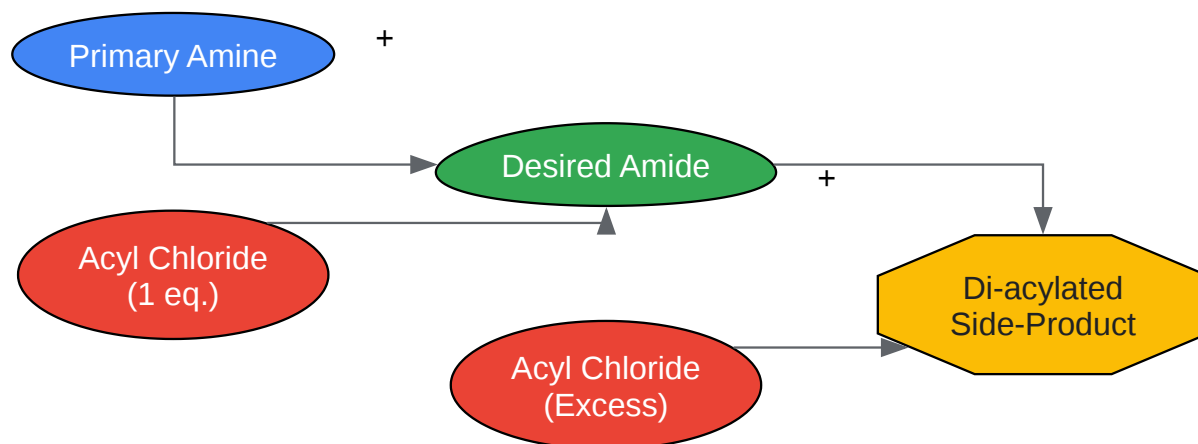 Primary Amine
+
Desired Amide
+
Acyl Chloride
(1 eq.)
Di-acylated
Side-Product
Acyl Chloride
(Excess)